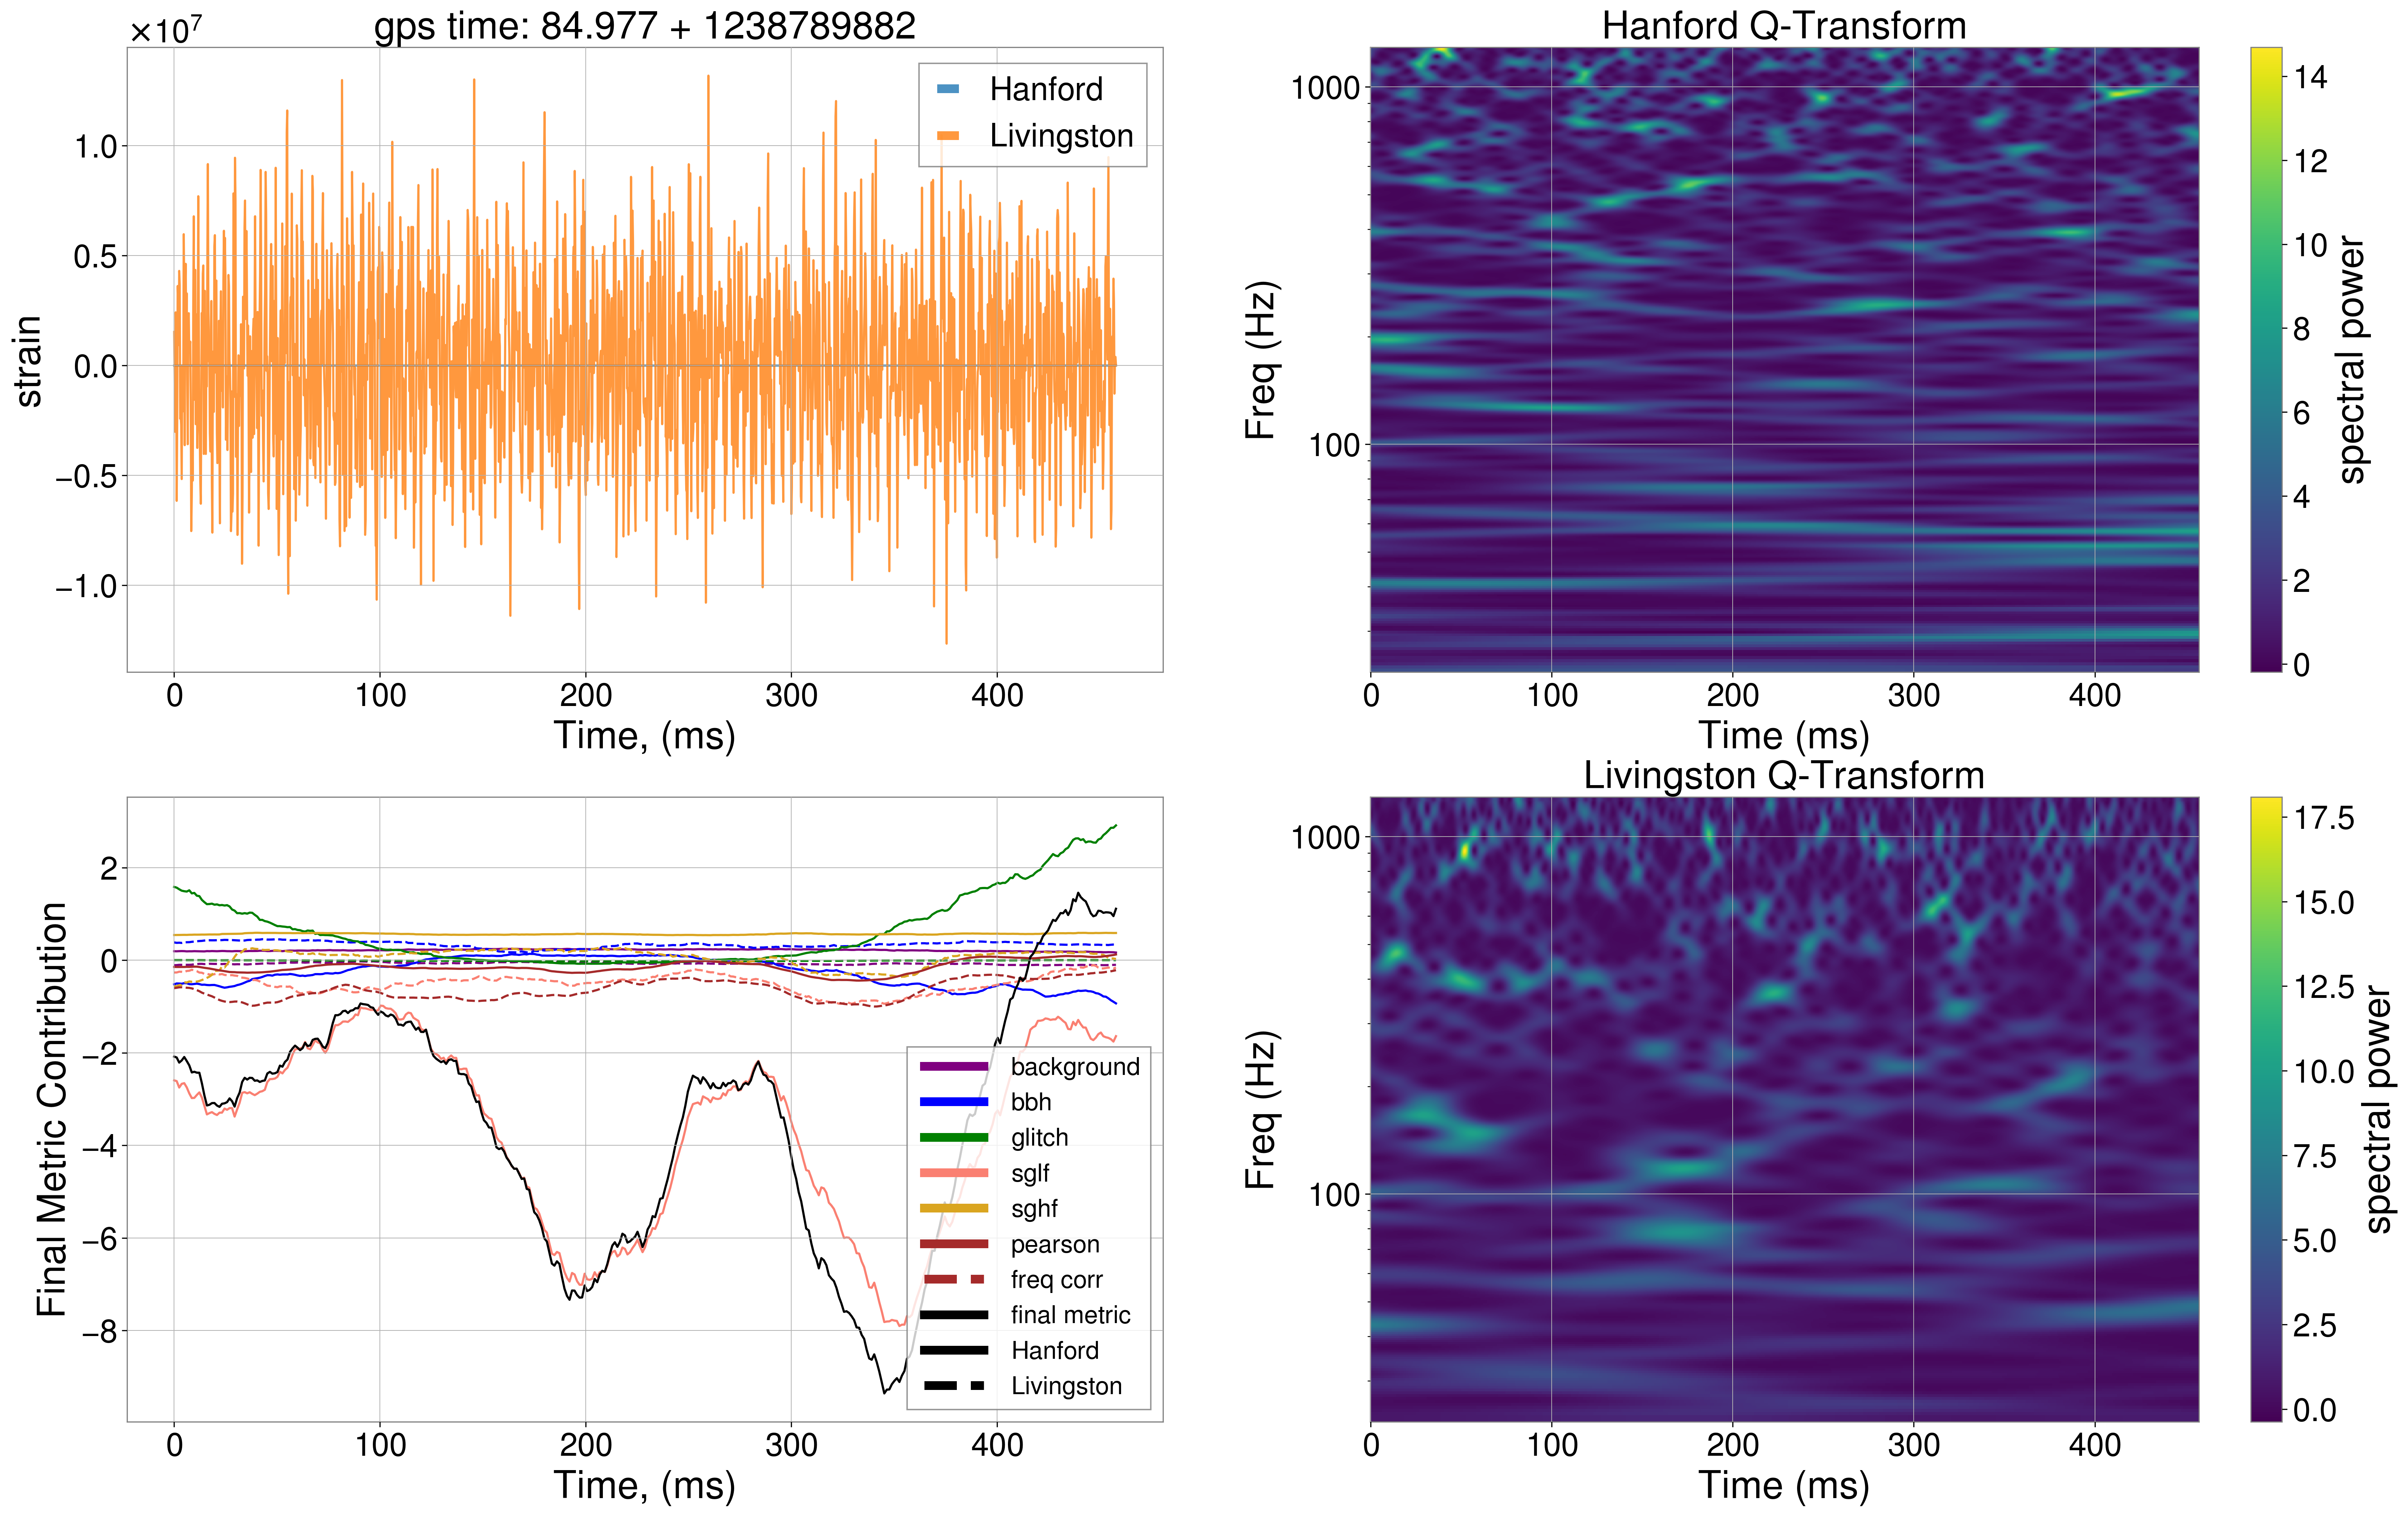 ×10⁷
gps time: 84.977 + 1238789882
Hanford
Livingston
1.0
0.5
0.0
−0.5
−1.0
strain
0 100 200 300 400
Time, (ms)
Hanford Q-Transform
1000
100
Freq (Hz)
0 100 200 300 400
Time (ms)
14
12
10
8
6
4
2
0
spectral power
2
0
−2
−4
−6
−8
Final Metric Contribution
background
bbh
glitch
sglf
sghf
pearson
freq corr
final metric
Hanford
Livingston
0 100 200 300 400
Time, (ms)
Livingston Q-Transform
1000
100
Freq (Hz)
0 100 200 300 400
Time (ms)
17.5
15.0
12.5
10.0
7.5
5.0
2.5
0.0
spectral power